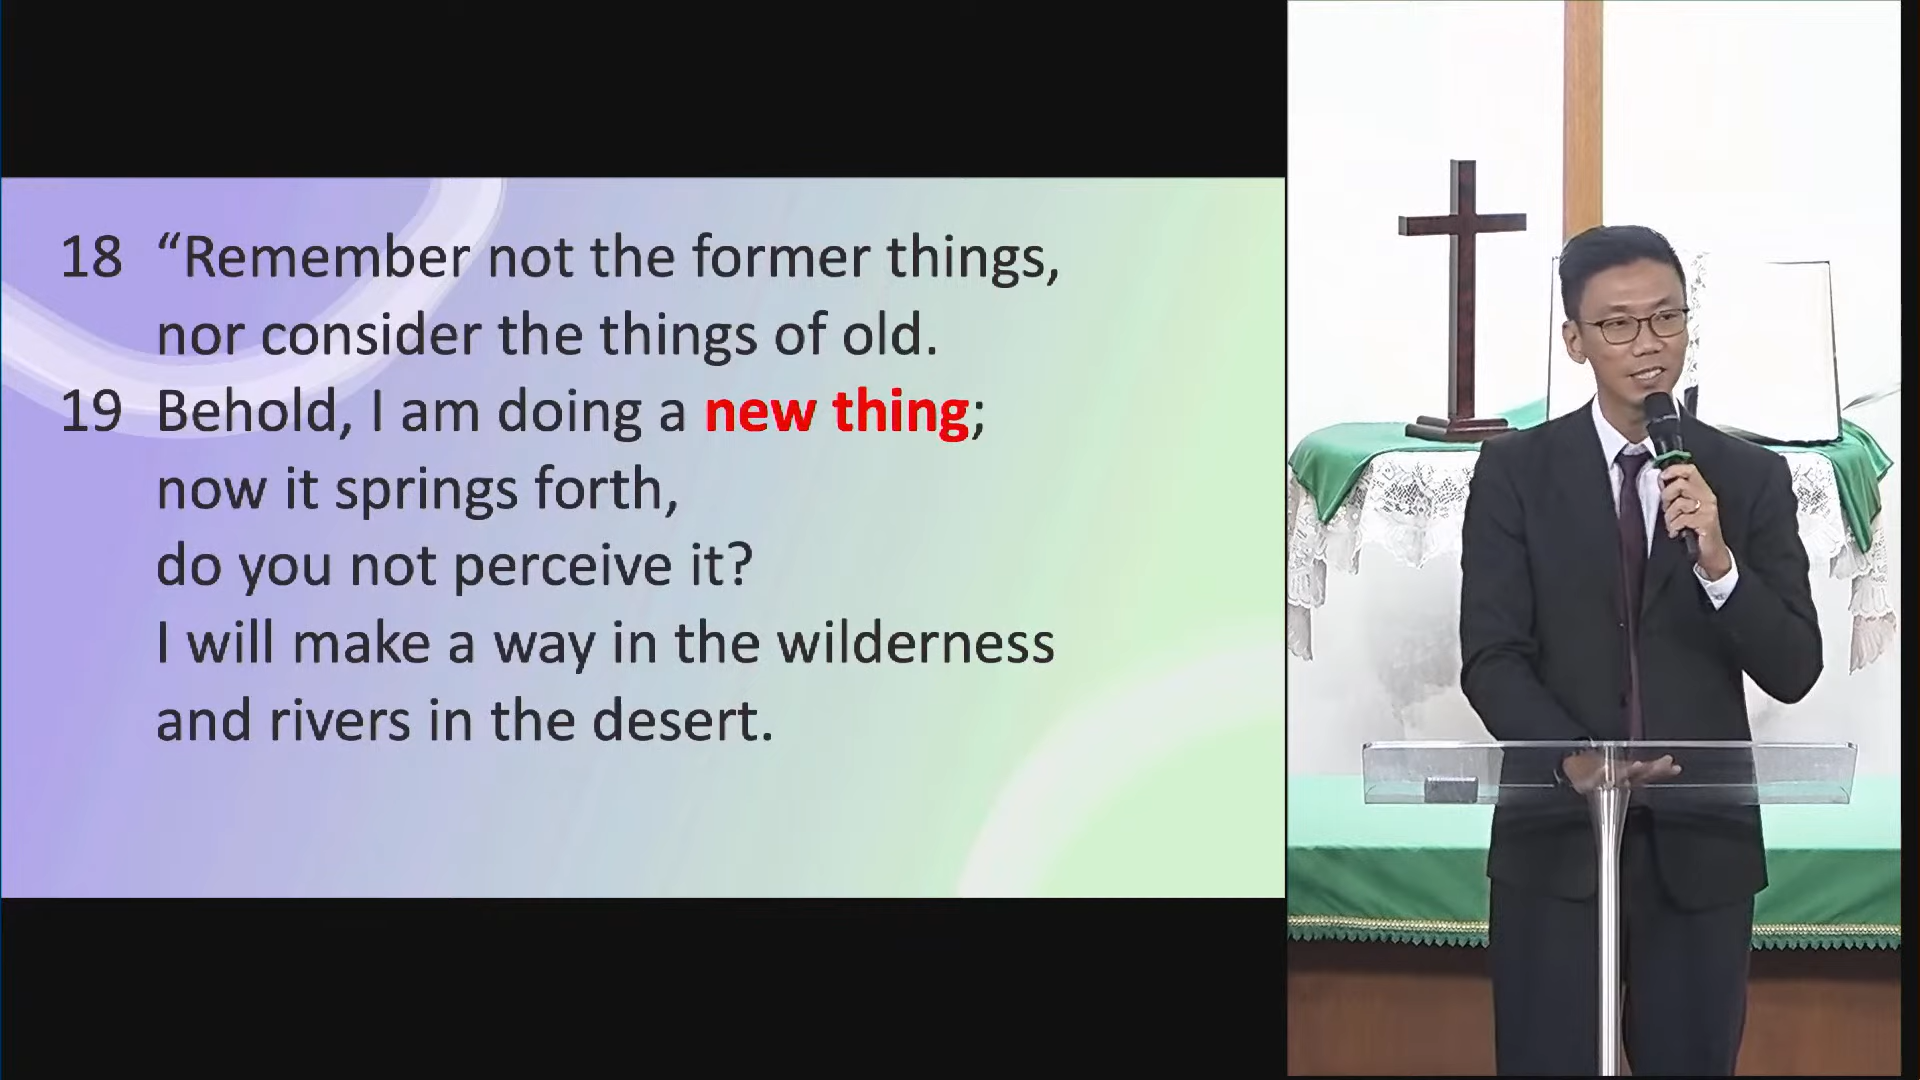 18 “Remember not the former things,
nor consider the things of old.
19 Behold, I am doing a new thing;
now it springs forth,
do you not perceive it?
I will make a way in the wilderness
and rivers in the desert.